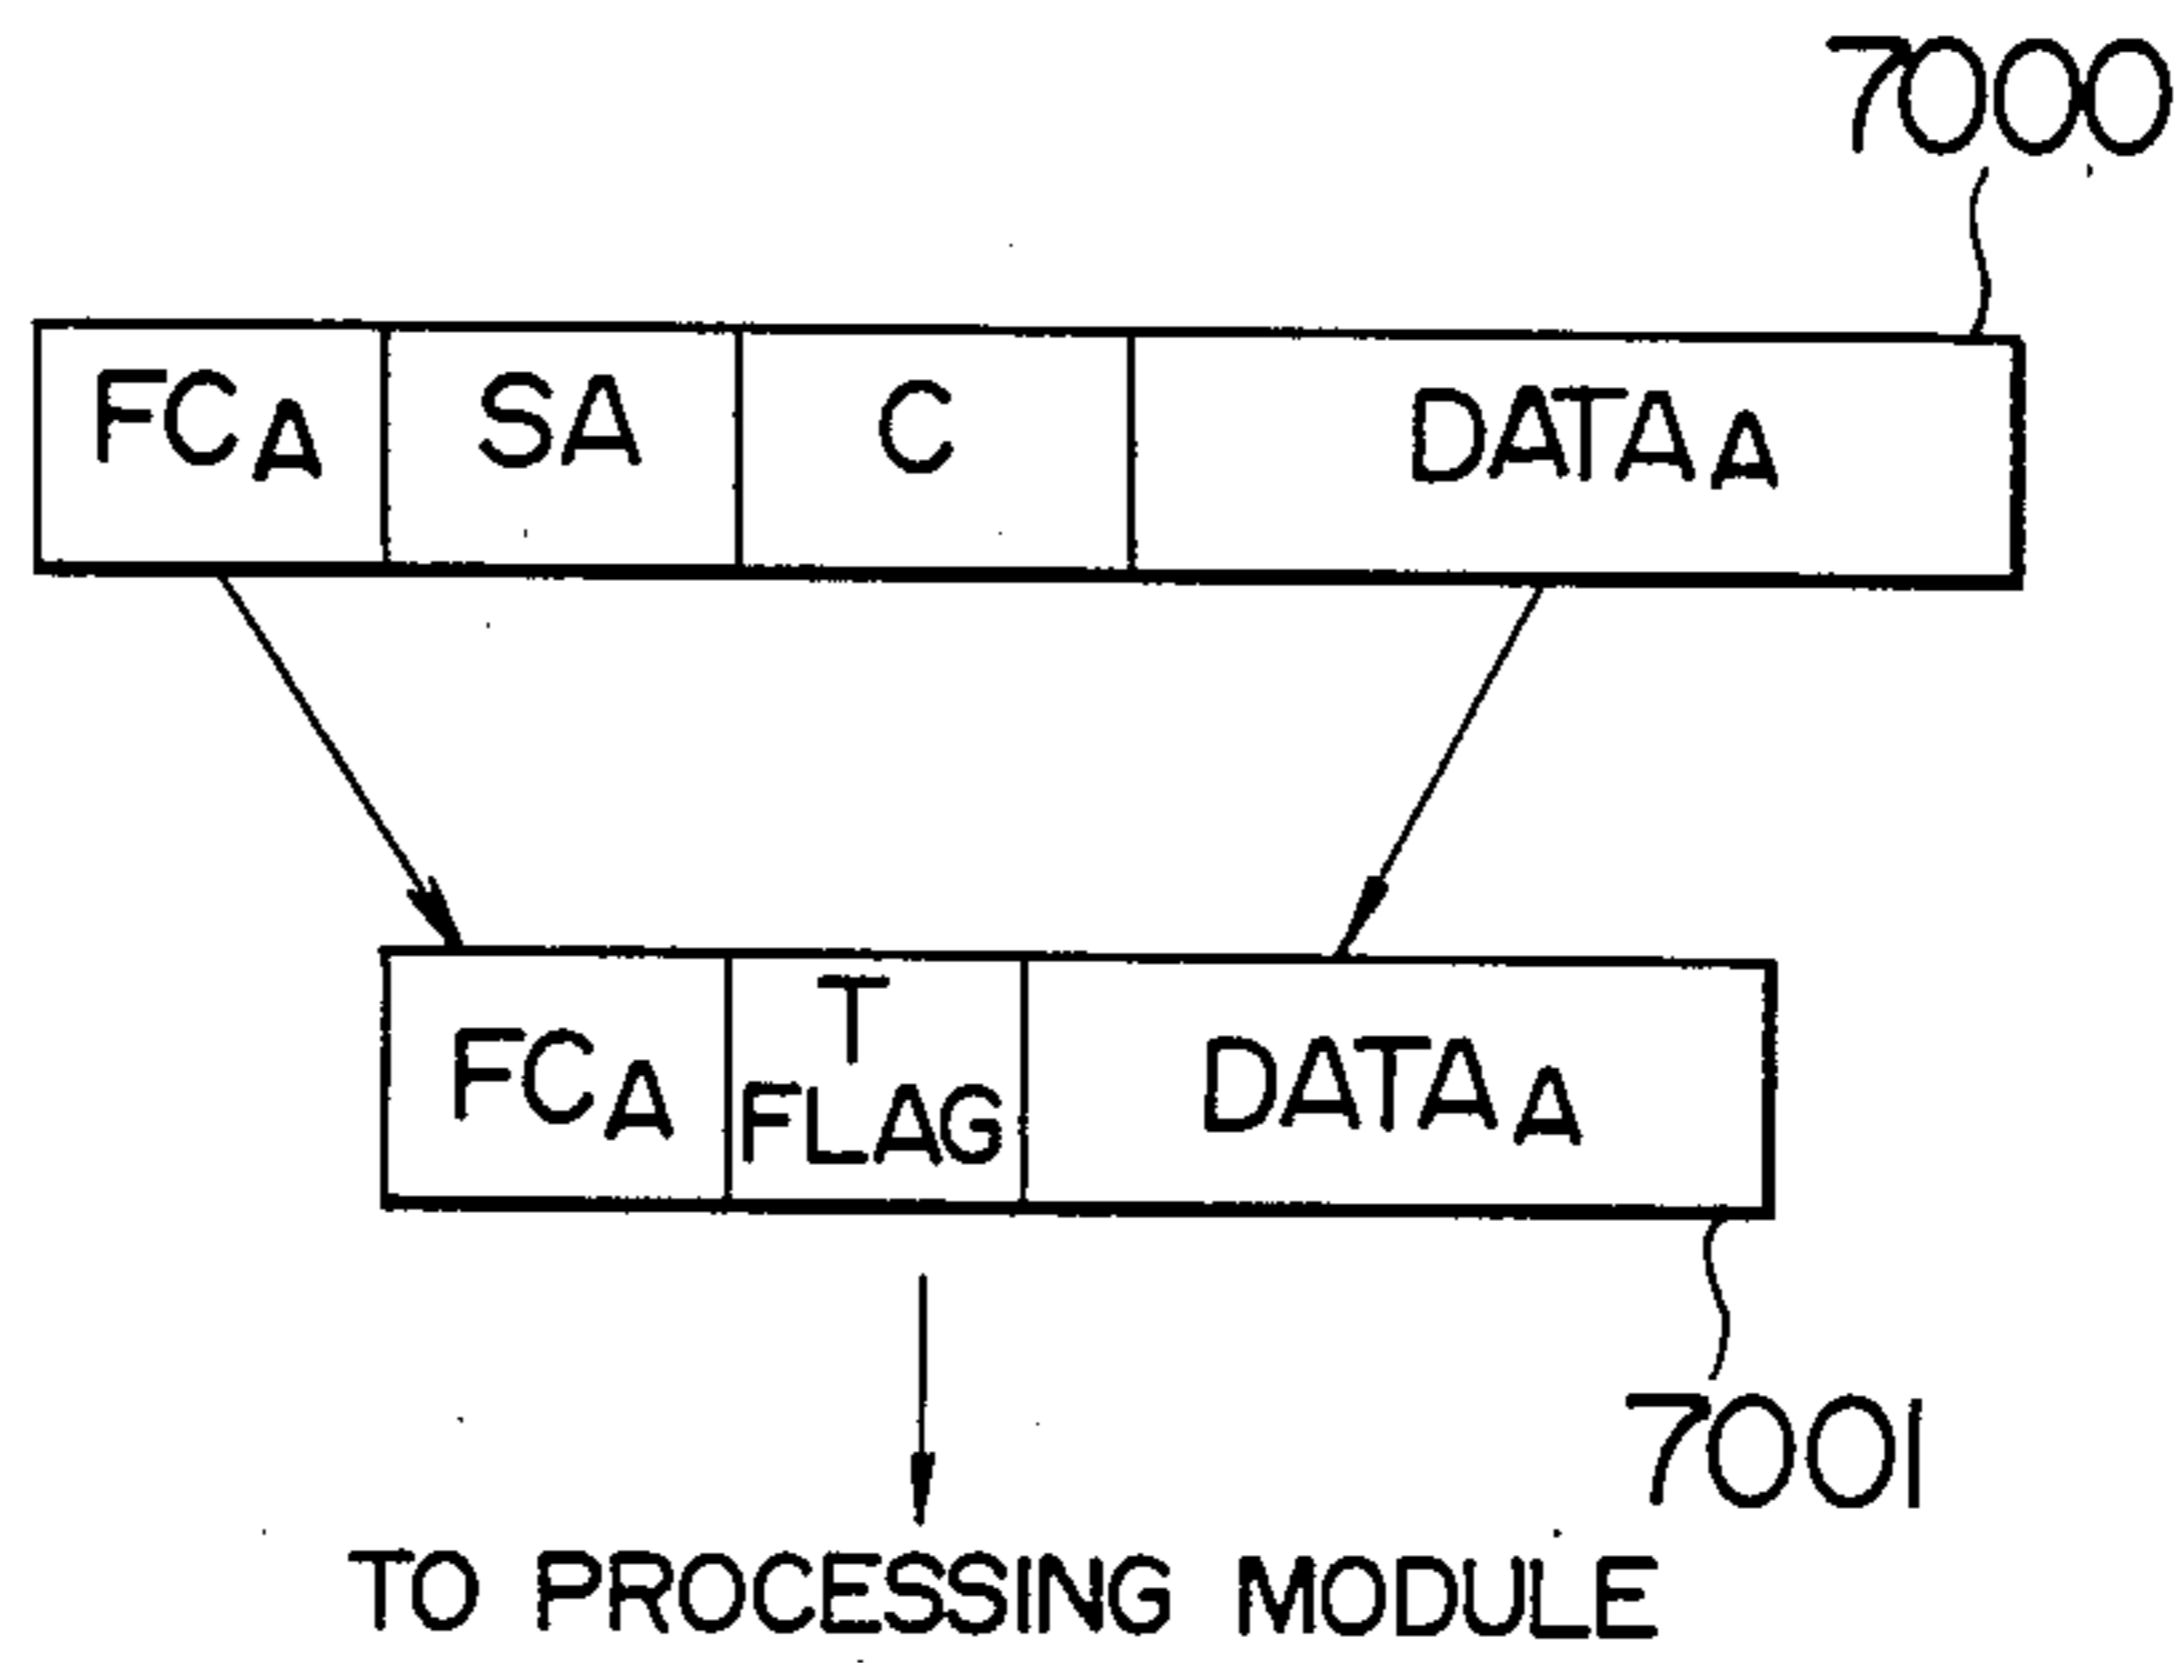 7000
FCA SA C DATAA
FCA T FLAG DATAA
7001
TO PROCESSING MODULE